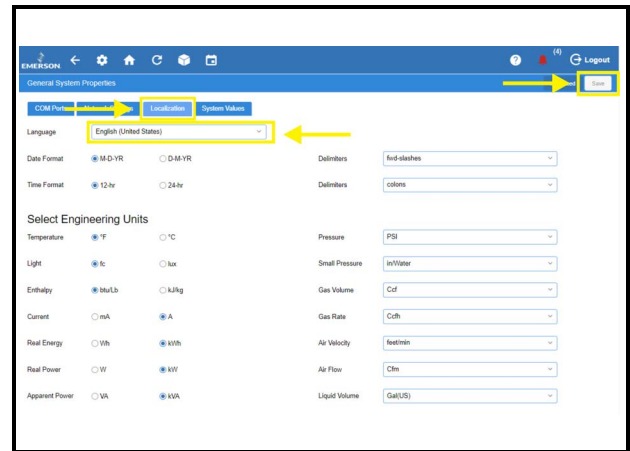 EMERSON
(4)
Logout
General System Properties
Save
COM Ports
Localization
System Values
Language English (United States)
Date Format M-D-YR D-M-YR Delimiters fwd-slashes
Time Format 12-hr 24-hr Delimiters colons
Select Engineering Units
Temperature °F °C Pressure PSI
Light fc lux Small Pressure in/Water
Enthalpy btu/Lb kJ/kg Gas Volume Ccf
Current mA A Gas Rate Ccfh
Real Energy Wh kWh Air Velocity feet/min
Real Power W kW Air Flow Cfm
Apparent Power VA kVA Liquid Volume Gal(US)